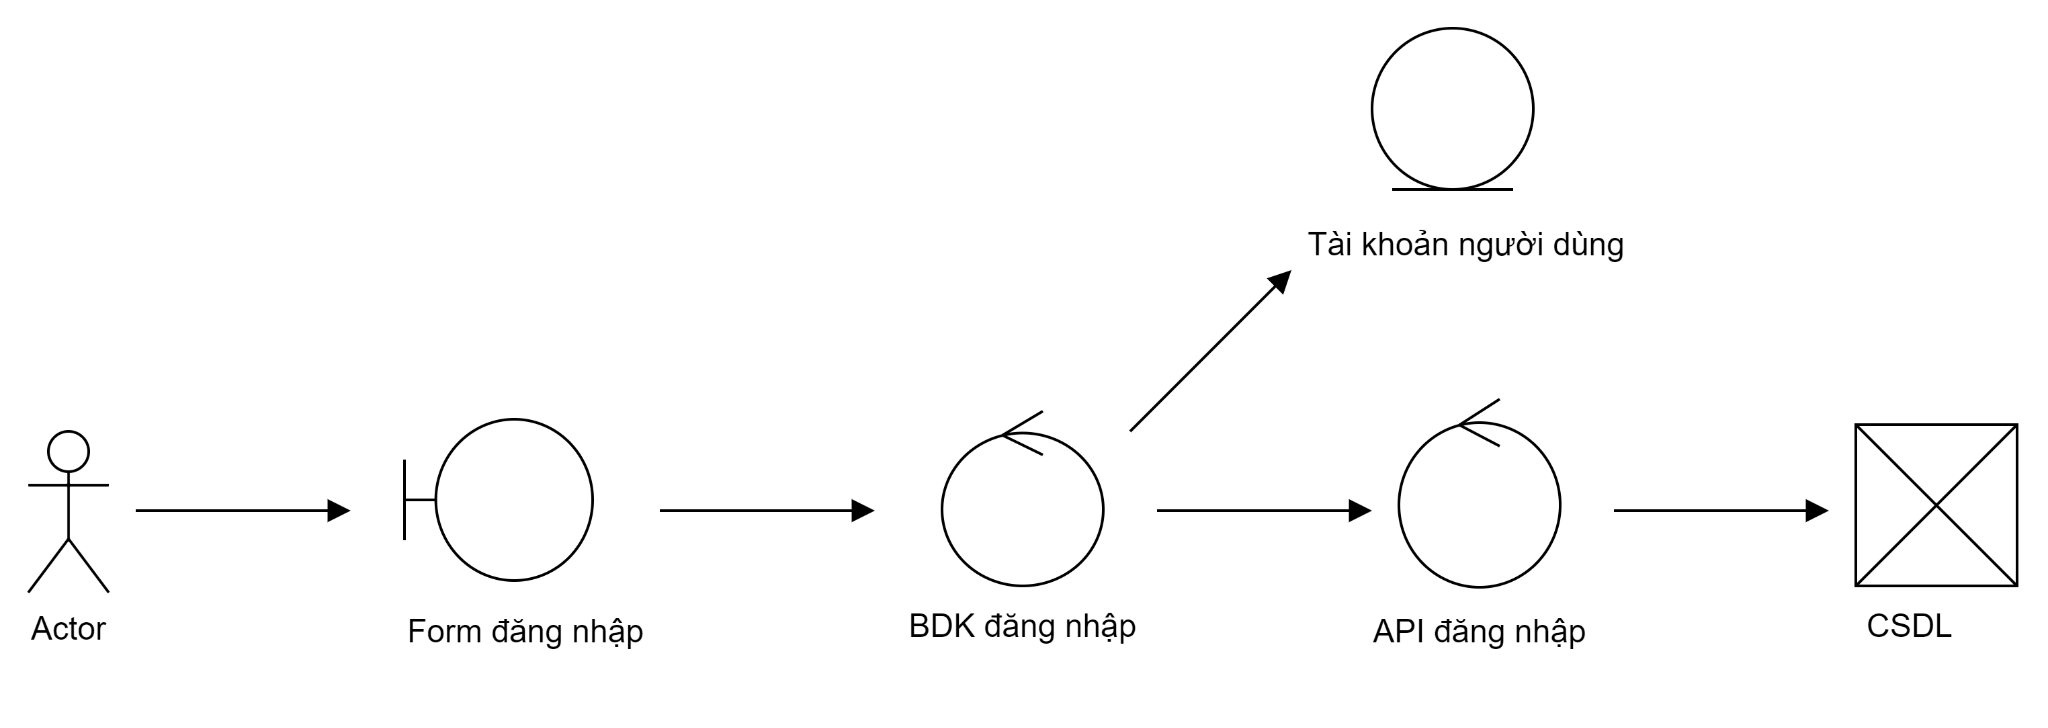 Tài khoản người dùng
Actor
Form đăng nhập
BDK đăng nhập
API đăng nhập
CSDL